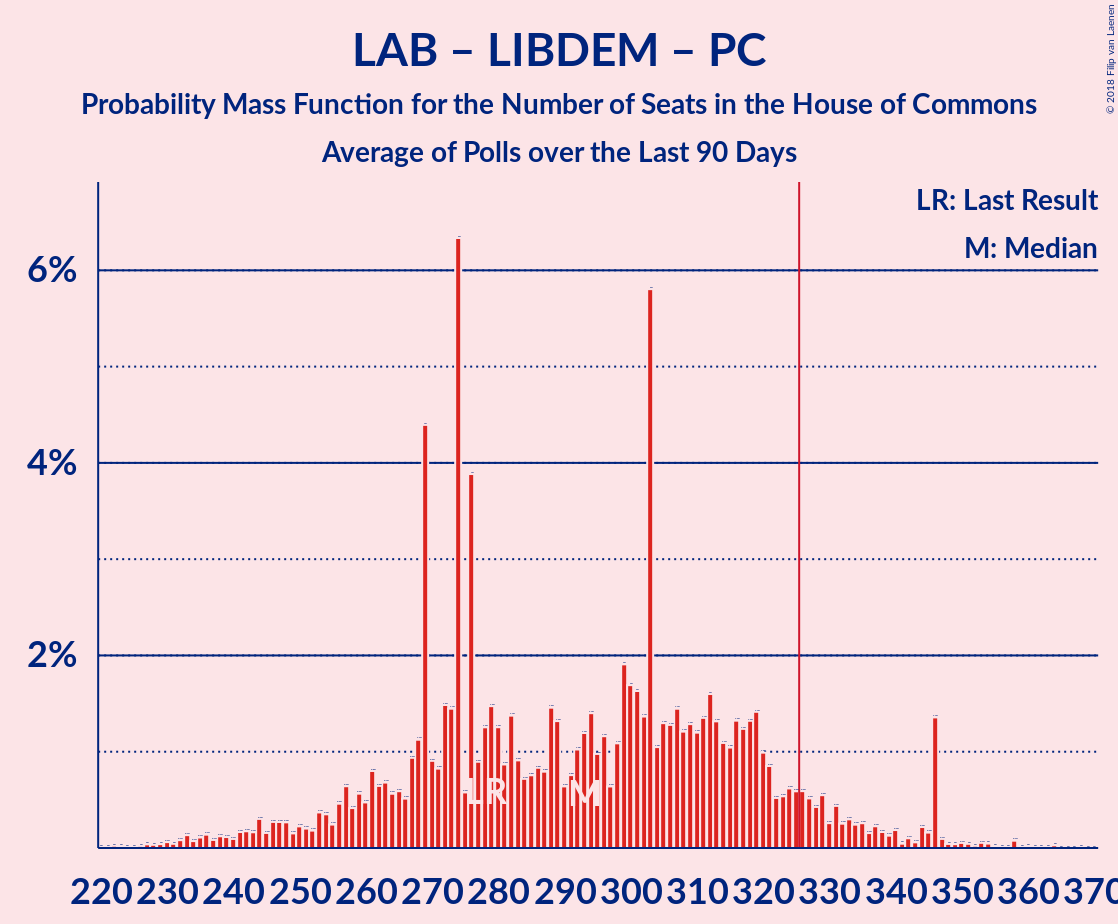 LAB – LIBDEM – PC
Probability Mass Function for the Number of Seats in the House of Commons
Average of Polls over the Last 90 Days
© 2018 Filip van Laenen
LR: Last Result
M: Median
6%
4%
2%
LR M
220 230 240 250 260 270 280 290 300 310 320 330 340 350 360 370